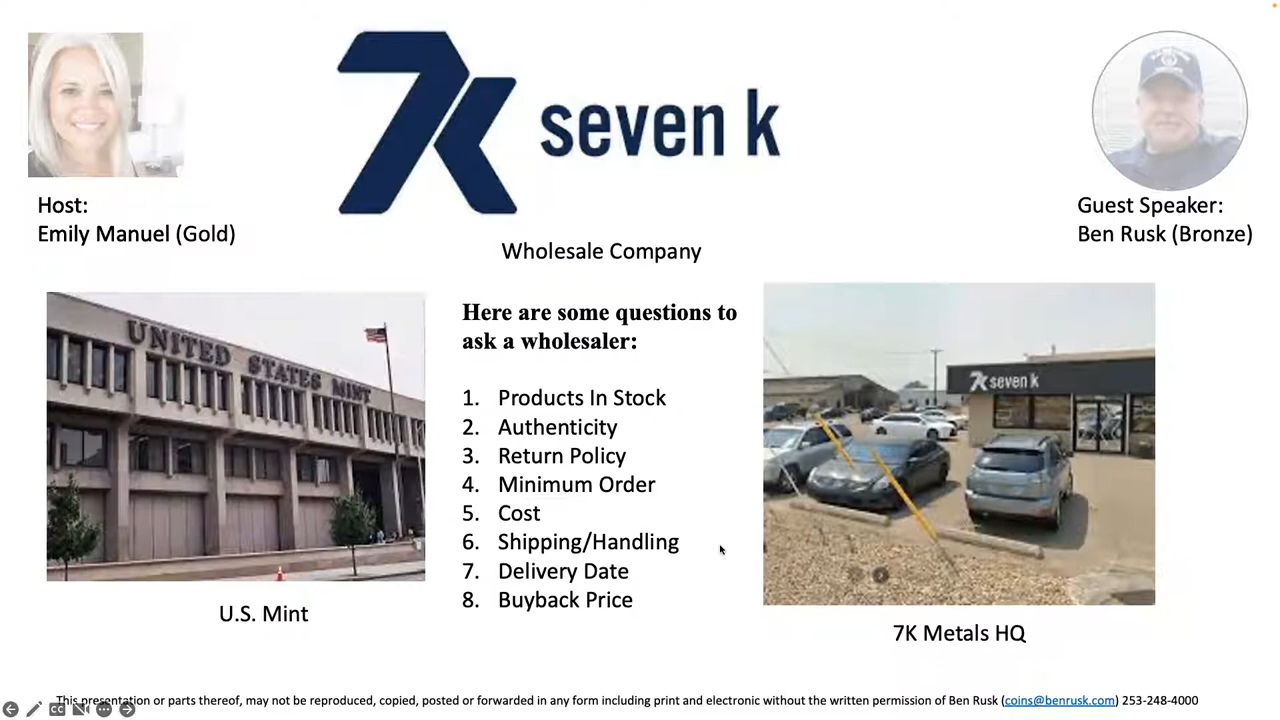 7k seven k
Host:
Emily Manuel (Gold)
Guest Speaker:
Ben Rusk (Bronze)
Wholesale Company
UNITED STATES MINT
Here are some questions to
ask a wholesaler:
1. Products In Stock
2. Authenticity
3. Return Policy
4. Minimum Order
5. Cost
6. Shipping/Handling
7. Delivery Date
8. Buyback Price
7k seven k
U.S. Mint
7K Metals HQ
This presentation or parts thereof, may not be reproduced, copied, posted or forwarded in any form including print and electronic without the written permission of Ben Rusk (coins@benrusk.com) 253-248-4000
CC